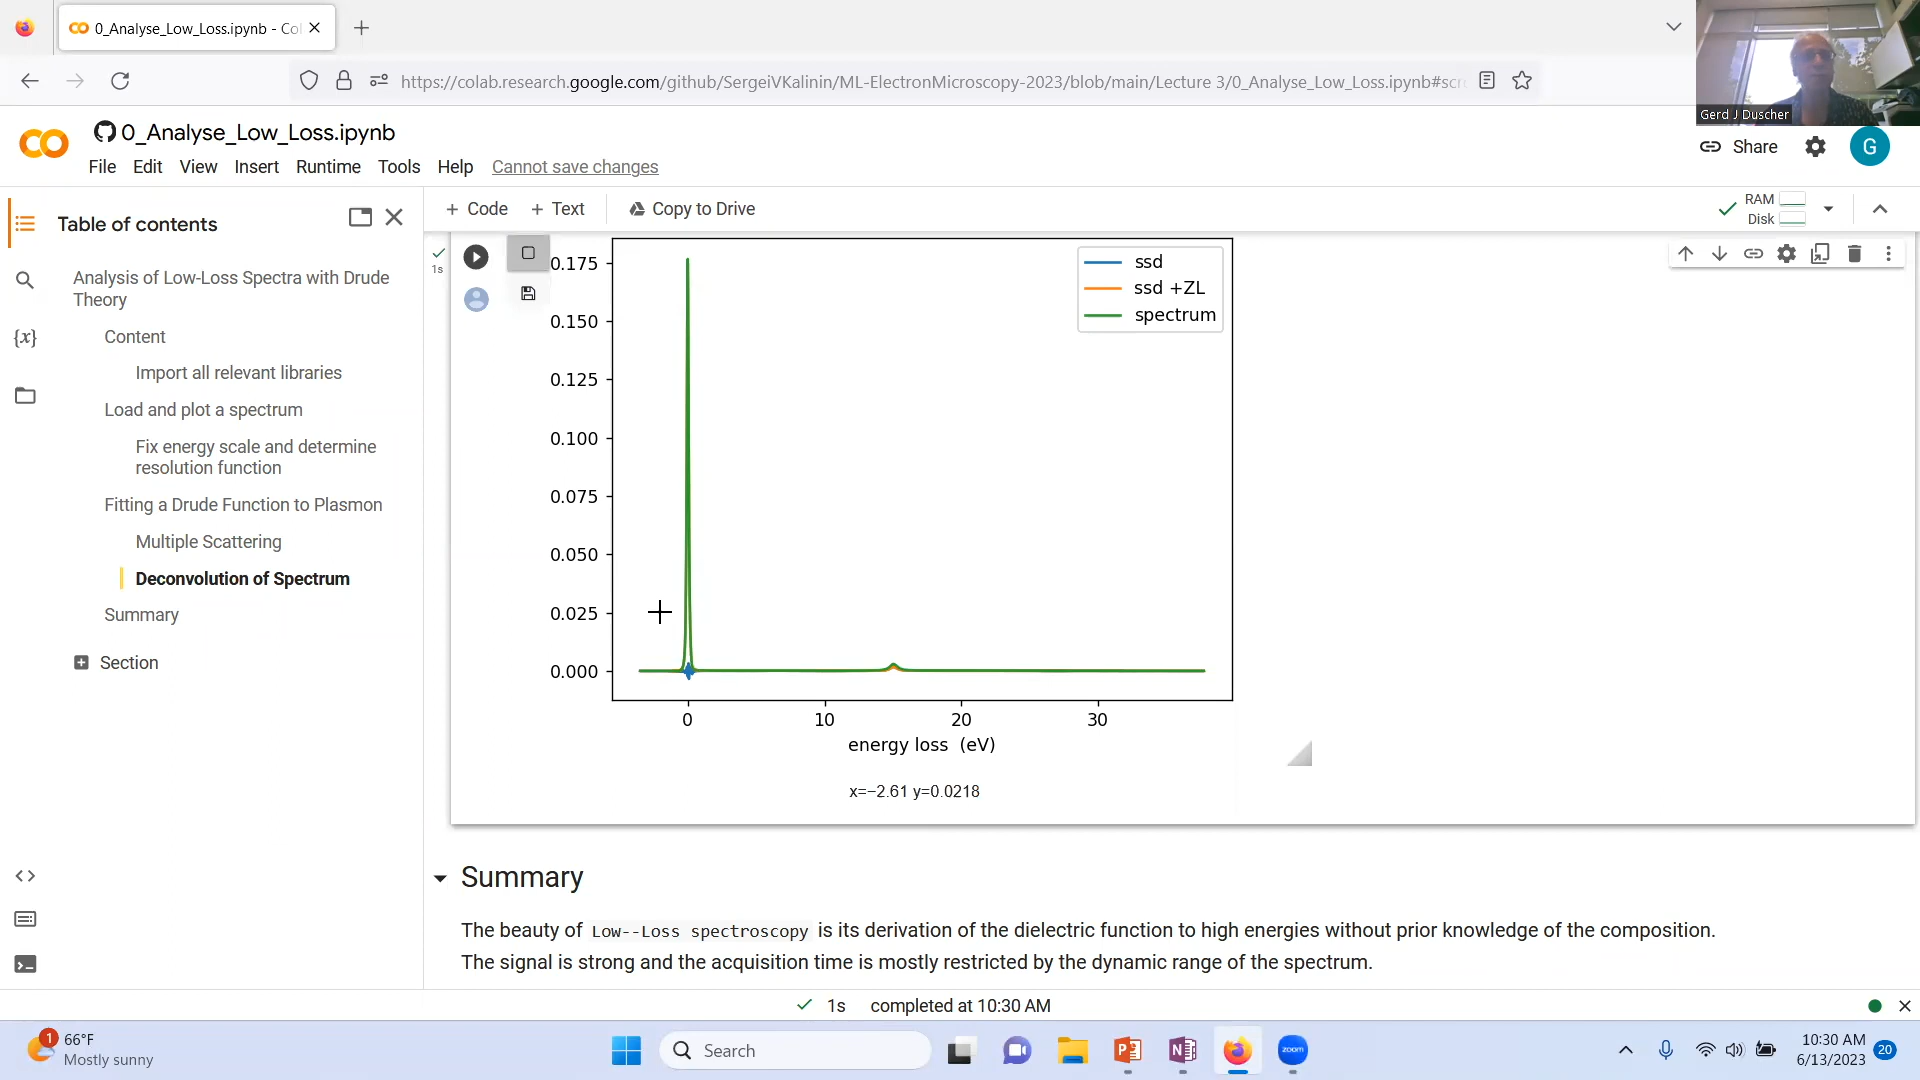 0_Analyse_Low_Loss.ipynb - Col
https://colab.research.google.com/github/SergeiVKalinin/ML-ElectronMicroscopy-2023/blob/main/Lecture 3/0_Analyse_Low_Loss.ipynb#scr
Gerd J Duscher
0_Analyse_Low_Loss.ipynb
File Edit View Insert Runtime Tools Help Cannot save changes
Share
G
Table of contents
+ Code + Text Copy to Drive
RAM
Disk
Analysis of Low-Loss Spectra with Drude
Theory
Content
Import all relevant libraries
Load and plot a spectrum
Fix energy scale and determine
resolution function
Fitting a Drude Function to Plasmon
Multiple Scattering
Deconvolution of Spectrum
Summary
Section
{x}
1s
0.175
0.150
0.125
0.100
0.075
0.050
0.025
0.000
ssd
ssd +ZL
spectrum
0 10 20 30
energy loss (eV)
x=−2.61 y=0.0218
Summary
The beauty of Low--Loss spectroscopy is its derivation of the dielectric function to high energies without prior knowledge of the composition.
The signal is strong and the acquisition time is mostly restricted by the dynamic range of the spectrum.
1s completed at 10:30 AM
1
66°F
Mostly sunny
Search
zoom
10:30 AM
6/13/2023
20